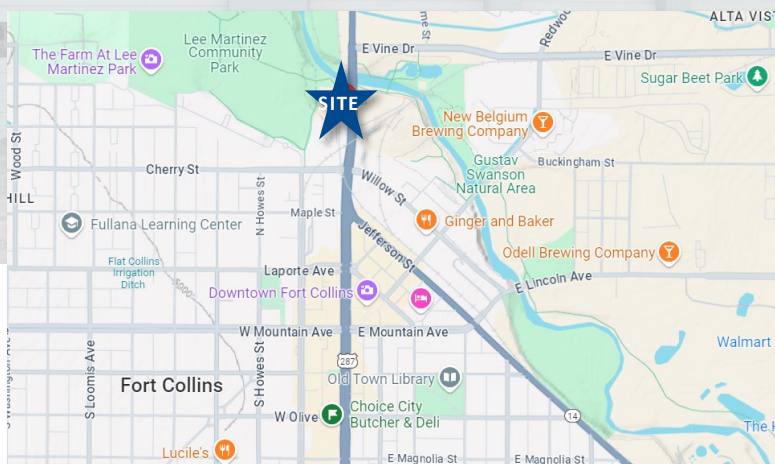 ALTA VIS
Lee Martinez
Community
Park
E Vine Dr
Redwoo
The Farm At Lee
Martinez Park
E Vine Dr
Sugar Beet Park
SITE
New Belgium
Brewing Company
Wood St
Cherry St
Gustav
Swanson
Natural Area
Buckingham St
Willow St
HILL
N Howes St
Maple St
Fullana Learning Center
Ginger and Baker
Jefferson St
Odell Brewing Company
Flat Collins
Irrigation
Ditch
Laporte Ave
E Lincoln Ave
Downtown Fort Collins
W Mountain Ave
E Mountain Ave
Walmart
S Loomis Ave
S Howes St
287
Old Town Library
Fort Collins
W Olive
Choice City
Butcher & Deli
14
Lucile's
E Magnolia St
E Magnolia St